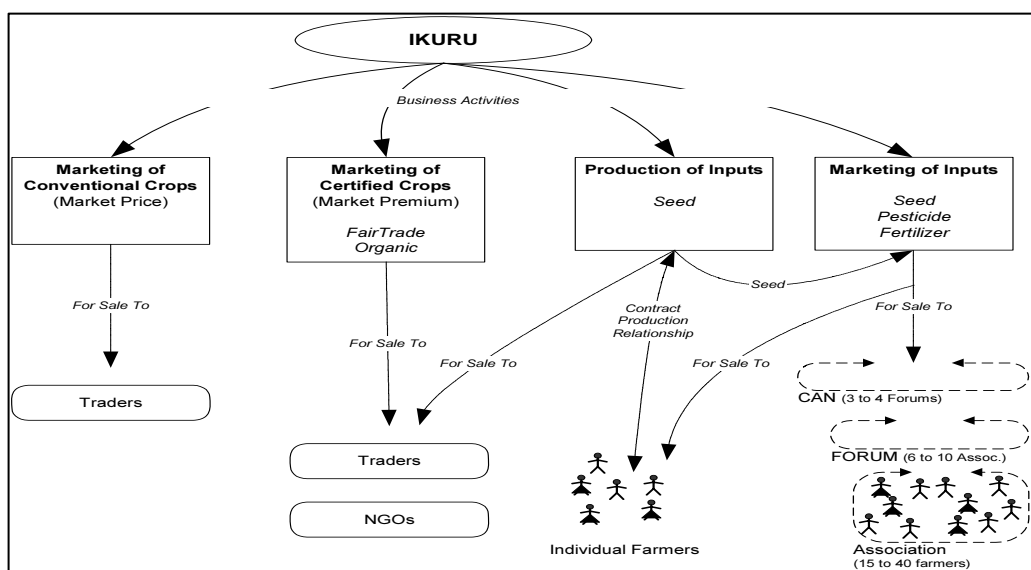 IKURU
Business Activities
Marketing of
Conventional Crops
(Market Price)
Marketing of
Certified Crops
(Market Premium)
FairTrade
Organic
Production of Inputs
Seed
Marketing of Inputs
Seed
Pesticide
Fertilizer
For Sale To
For Sale To
For Sale To
Contract
Production
Relationship
Seed
For Sale To
For Sale To
Traders
Traders
NGOs
Individual Farmers
CAN (3 to 4 Forums)
FORUM (6 to 10 Assoc.)
Association
(15 to 40 farmers)